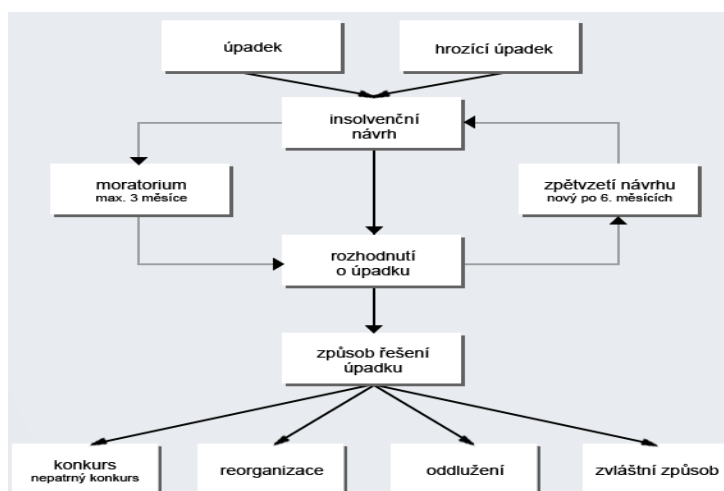 úpadek
hrozící úpadek
insolvenční
návrh
moratorium
max. 3 měsíce
zpětvzetí návrhu
nový po 6. měsících
rozhodnutí
o úpadku
způsob řešení
úpadku
konkurs
nepatrný konkurs
reorganizace
oddlužení
zvláštní způsob